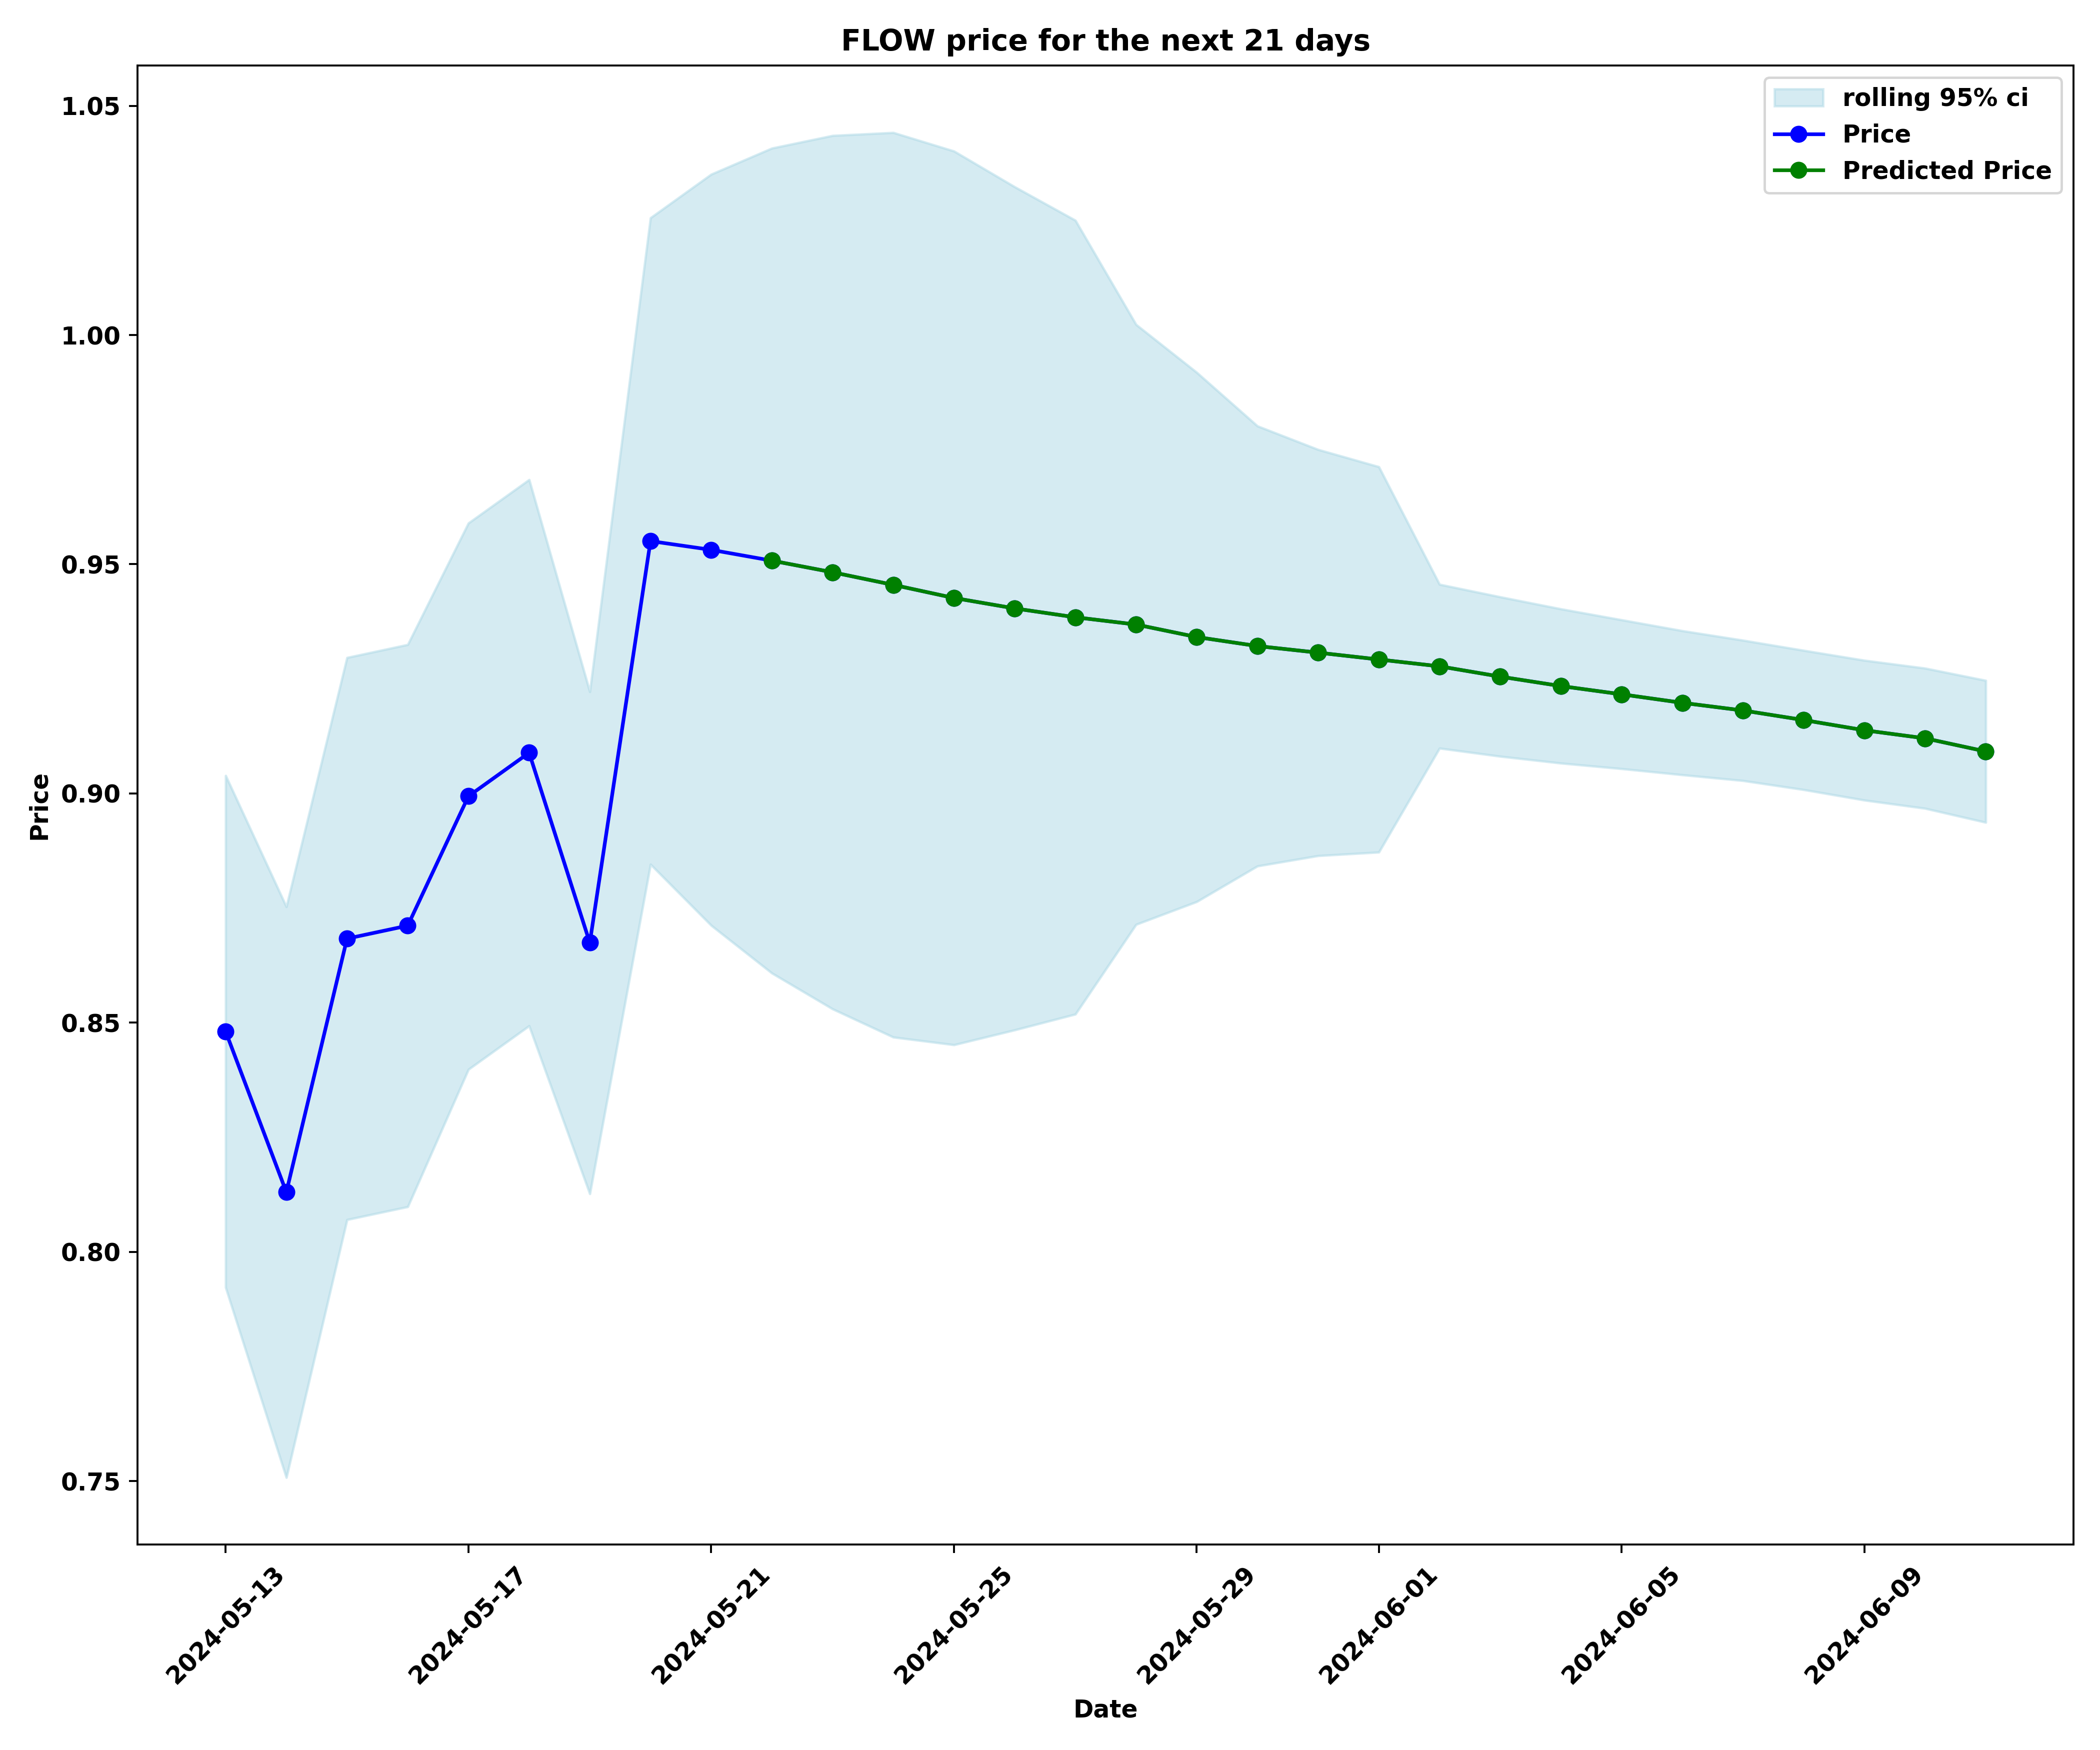 FLOW price for the next 21 days
rolling 95% ci
Price
Predicted Price
1.05
1.00
0.95
0.90
0.85
0.80
0.75
Price
2024-05-13
2024-05-17
2024-05-21
2024-05-25
2024-05-29
2024-06-01
2024-06-05
2024-06-09
Date